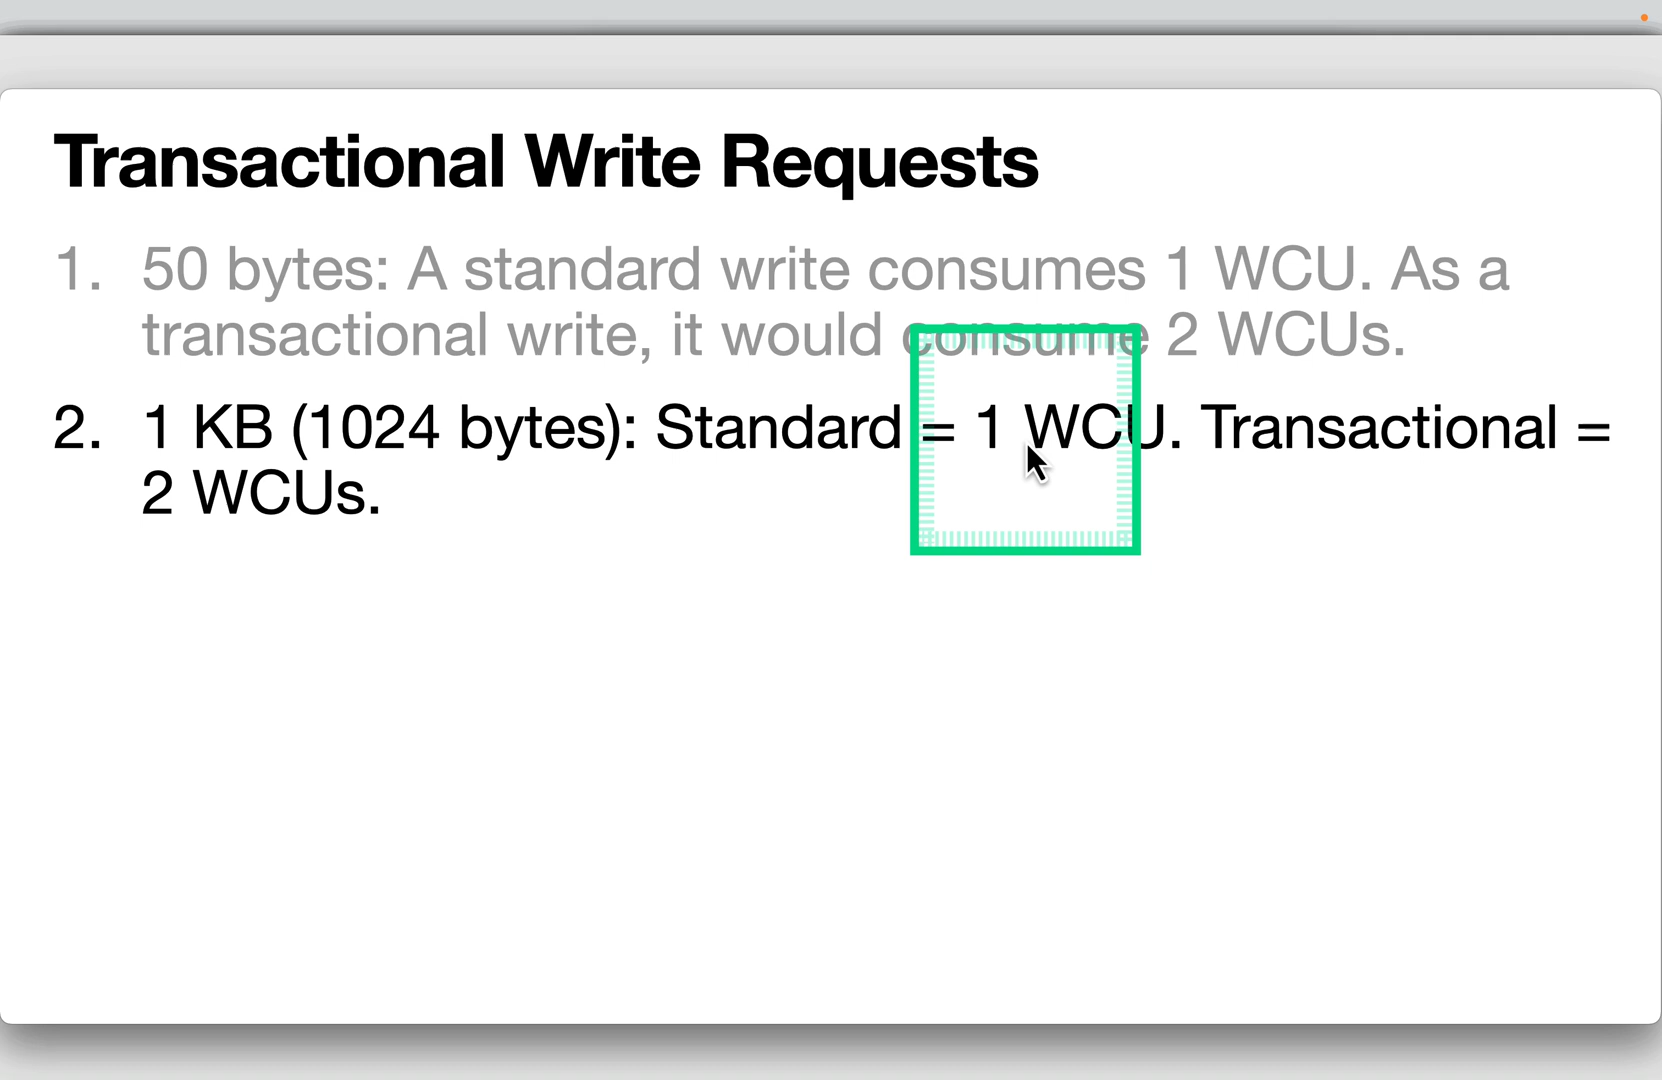 Transactional Write Requests
1. 50 bytes: A standard write consumes 1 WCU. As a
transactional write, it would consume 2 WCUs.
2. 1 KB (1024 bytes): Standard = 1 WCU. Transactional =
2 WCUs.